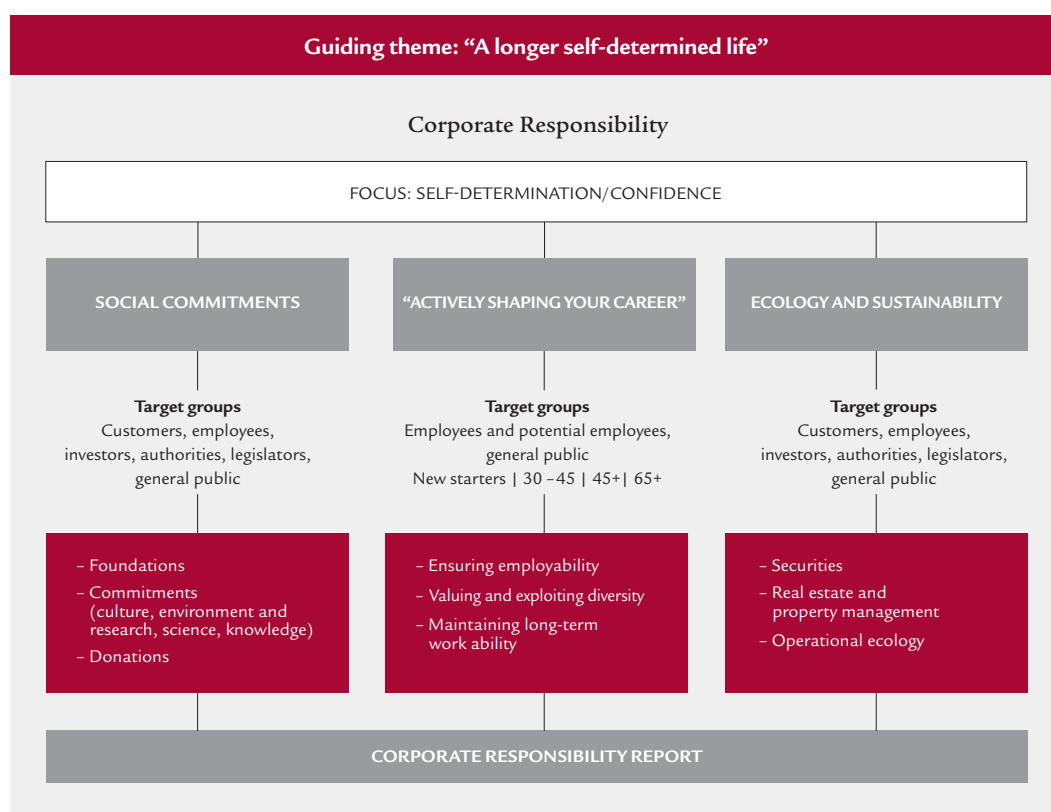 Guiding theme: “A longer self-determined life”
Corporate Responsibility
FOCUS: SELF-DETERMINATION/CONFIDENCE
SOCIAL COMMITMENTS
Target groups
Customers, employees,
investors, authorities, legislators,
general public
– Foundations
– Commitments
(culture, environment and
research, science, knowledge)
– Donations
“ACTIVELY SHAPING YOUR CAREER”
Target groups
Employees and potential employees,
general public
New starters | 30 –45 | 45+| 65+
– Ensuring employability
– Valuing and exploiting diversity
– Maintaining long-term
work ability
ECOLOGY AND SUSTAINABILITY
Target groups
Customers, employees,
investors, authorities, legislators,
general public
– Securities
– Real estate and
property management
– Operational ecology
CORPORATE RESPONSIBILITY REPORT